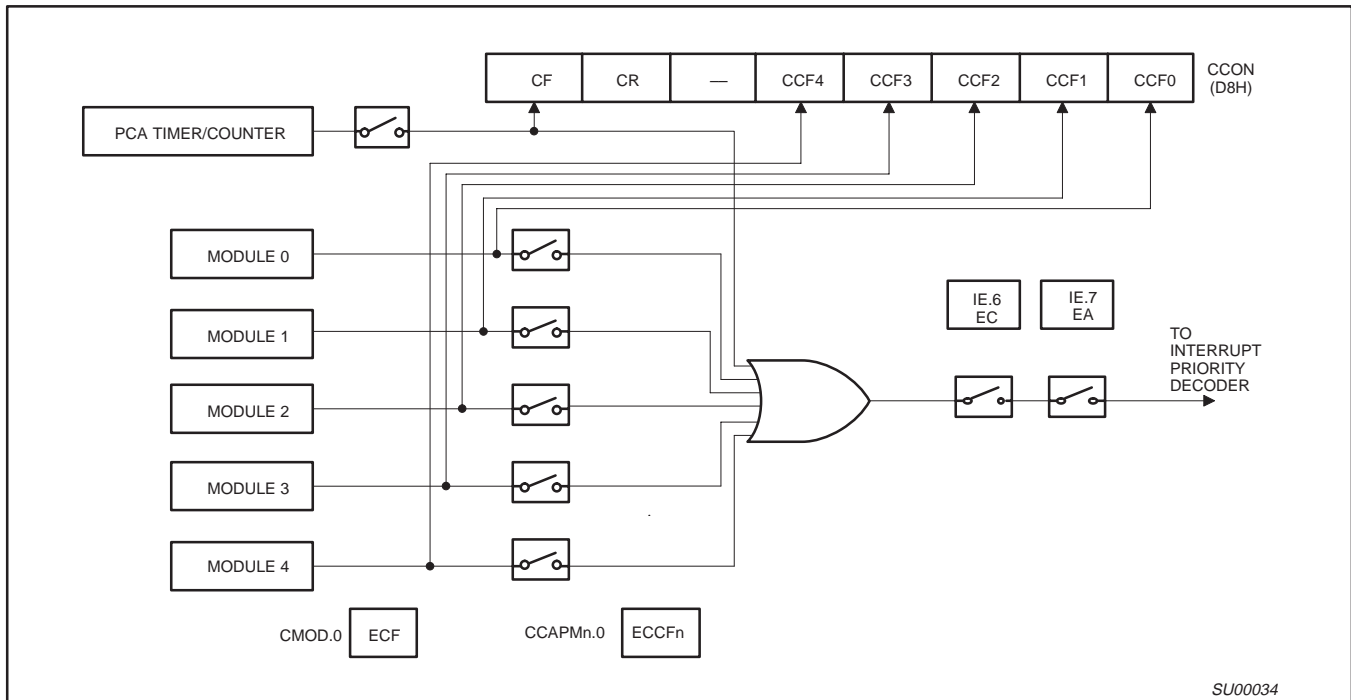 CF CR — CCF4 CCF3 CCF2 CCF1 CCF0
CCON
(D8H)
PCA TIMER/COUNTER
MODULE 0
MODULE 1
IE.6
EC
IE.7
EA
TO
INTERRUPT
PRIORITY
DECODER
MODULE 2
MODULE 3
MODULE 4
CMOD.0 ECF CCAPMn.0 ECCFn
SU00034